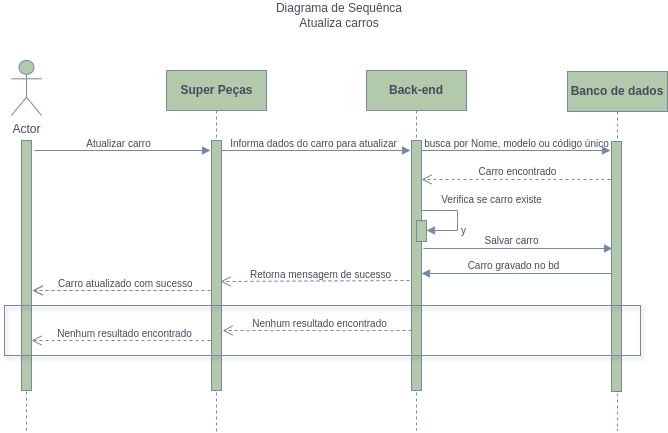 Diagrama de Sequênca
Atualiza carros
Super Peças
Back-end
Banco de dados
Actor
Atualizar carro
Informa dados do carro para atualizar
busca por Nome, modelo ou código único
Carro encontrado
Verifica se carro existe
y
Salvar carro
Carro gravado no bd
Retorna mensagem de sucesso
Carro atualizado com sucesso
Nenhum resultado encontrado
Nenhum resultado encontrado